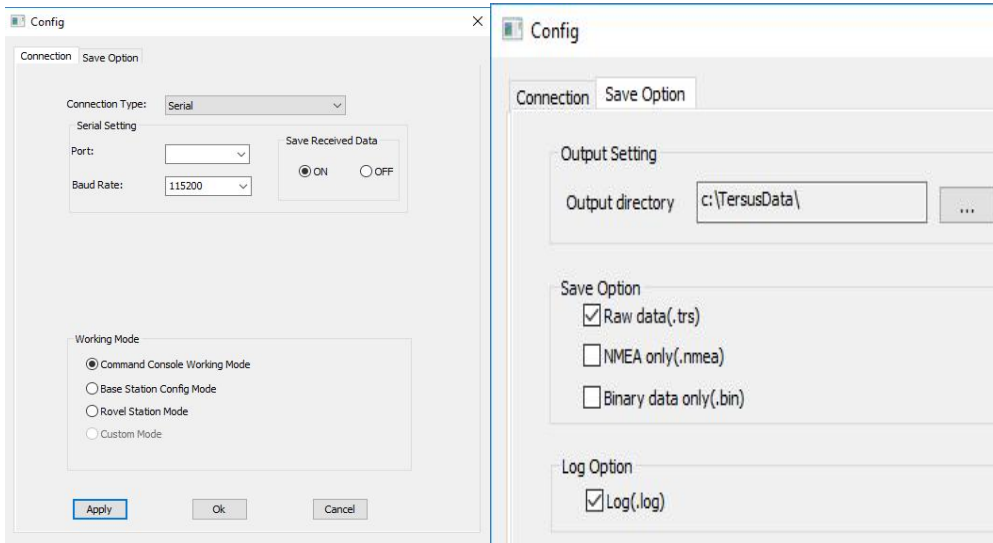 Config
Connection Save Option
Connection Type: Serial
Serial Setting
Port:
Baud Rate: 115200
Save Received Data
ON OFF
Working Mode
Command Console Working Mode
Base Station Config Mode
Rovel Station Mode
Custom Mode
Apply Ok Cancel
Config
Connection Save Option
Output Setting
Output directory c:\TersusData\ ...
Save Option
Raw data(.trs)
NMEA only(.nmea)
Binary data only(.bin)
Log Option
Log(.log)